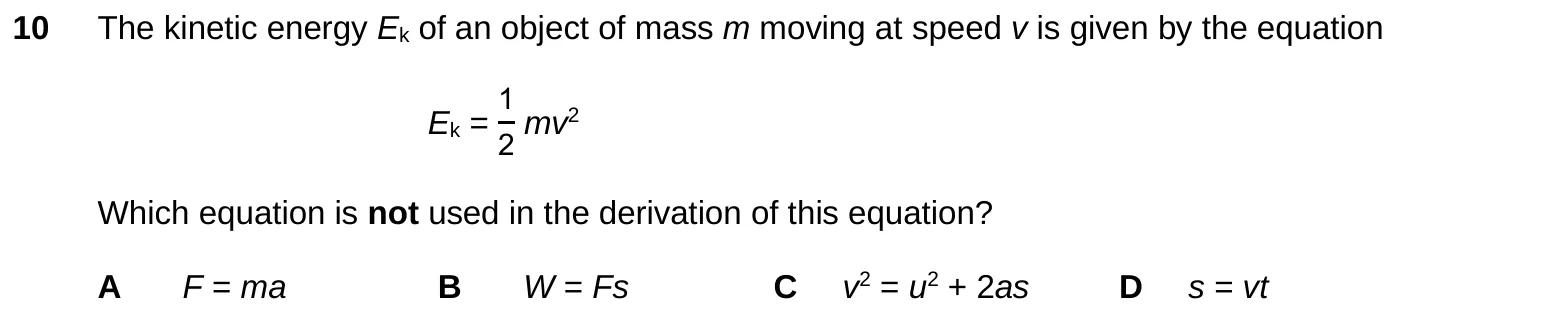 10 The kinetic energy Eₖ of an object of mass m moving at speed v is given by the equation
Eₖ = 1/2 mv²
Which equation is not used in the derivation of this equation?
A F = ma B W = Fs C v² = u² + 2as D s = vt